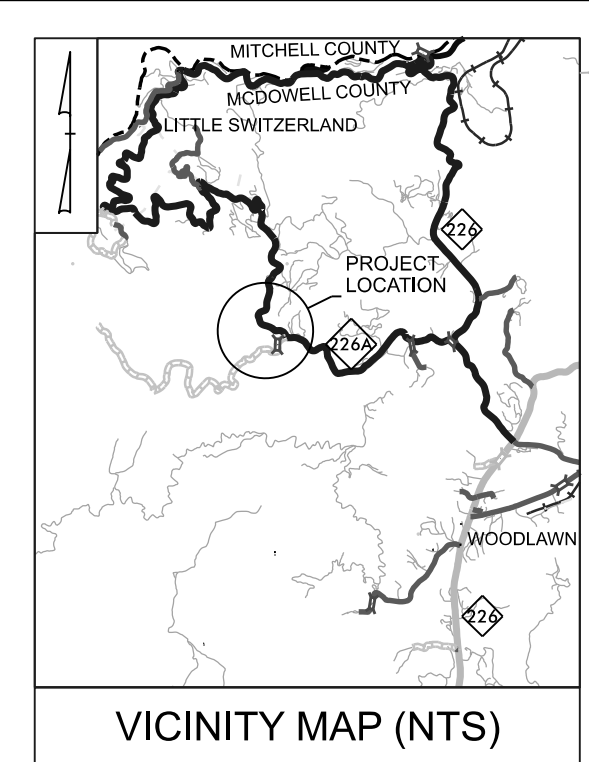 MITCHELL COUNTY
MCDOWELL COUNTY
LITTLE SWITZERLAND
226
PROJECT
LOCATION
226A
WOODLAWN
226
VICINITY MAP (NTS)